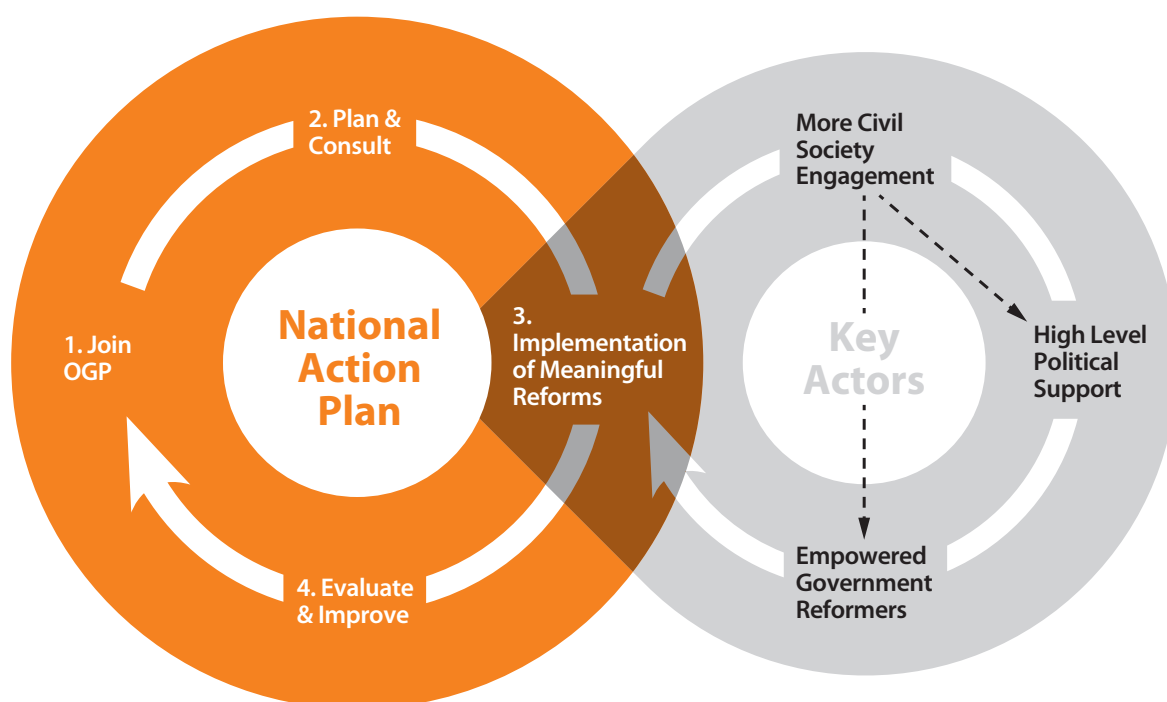 2. Plan &
Consult
1. Join
OGP
National
Action
Plan
3.
Implementation
of Meaningful
Reforms
4. Evaluate
& Improve
More Civil
Society
Engagement
Key
Actors
High Level
Political
Support
Empowered
Government
Reformers